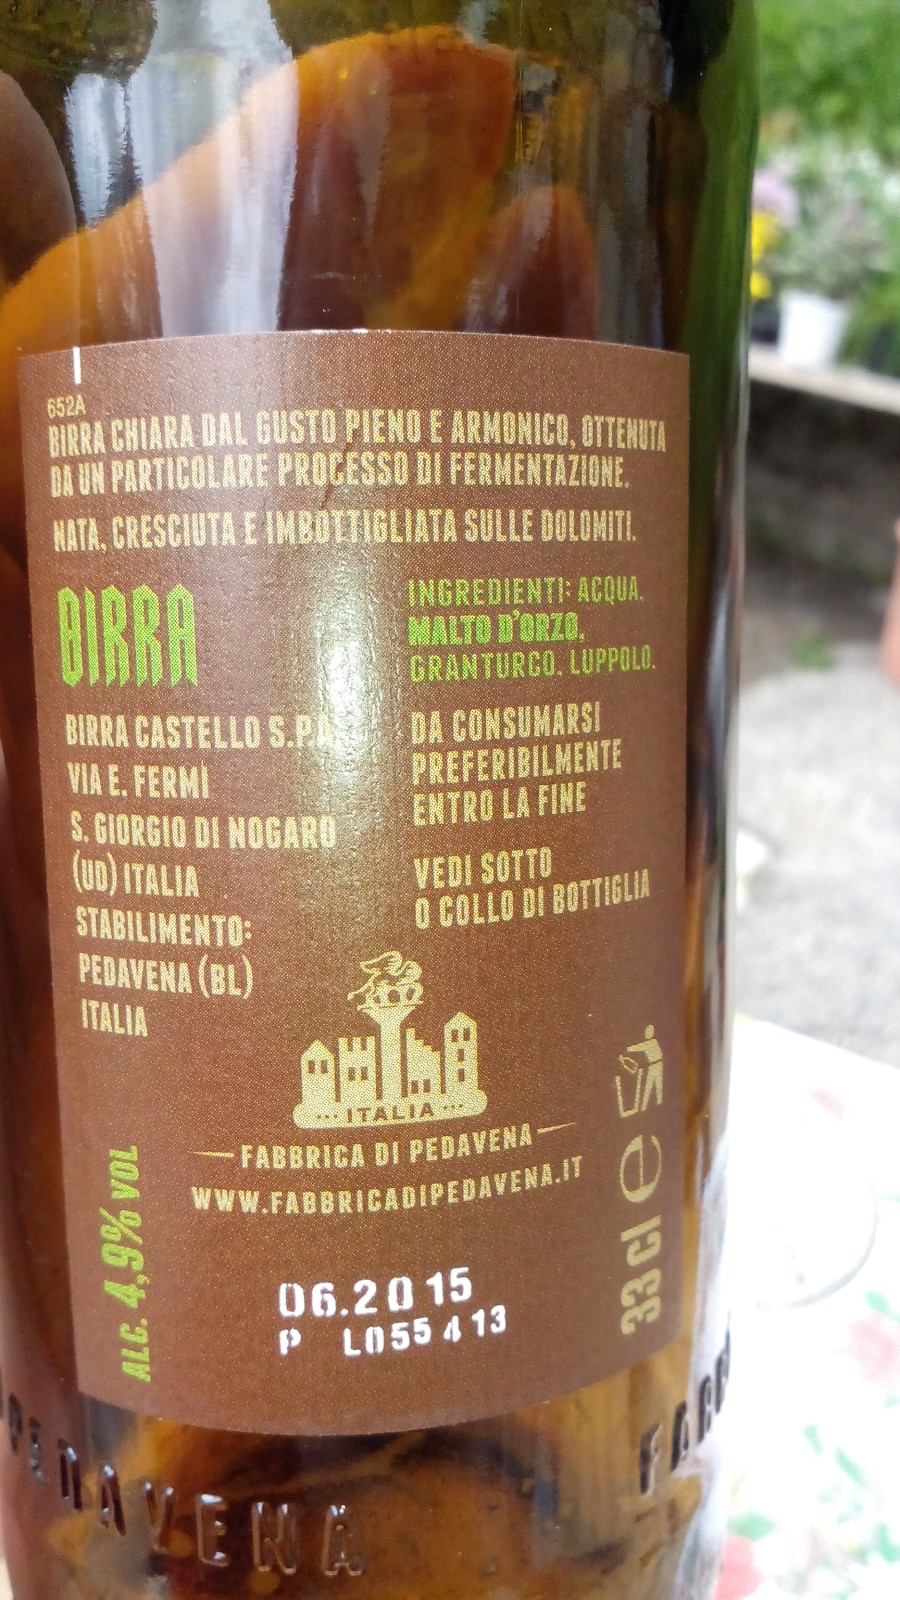 652A
BIRRA CHIARA DAL GUSTO PIENO E ARMONICO, OTTENUTA
DA UN PARTICOLARE PROCESSO DI FERMENTAZIONE.
NATA, CRESCIUTA E IMBOTTIGLIATA SULLE DOLOMITI.
BIRRA
BIRRA CASTELLO S.P.A
VIA E. FERMI
S. GIORGIO DI NOGARO
(UD) ITALIA
STABILIMENTO:
PEDAVENA (BL)
ITALIA
INGREDIENTI: ACQUA,
MALTO D'ORZO,
GRANTURCO, LUPPOLO.
DA CONSUMARSI
PREFERIBILMENTE
ENTRO LA FINE
VEDI SOTTO
O COLLO DI BOTTIGLIA
ITALIA
FABBRICA DI PEDAVENA
WWW.FABBRICADIPEDAVENA.IT
ALC. 4,9% VOL
33 cl e
06.2015
P L055413
PEDAVENA